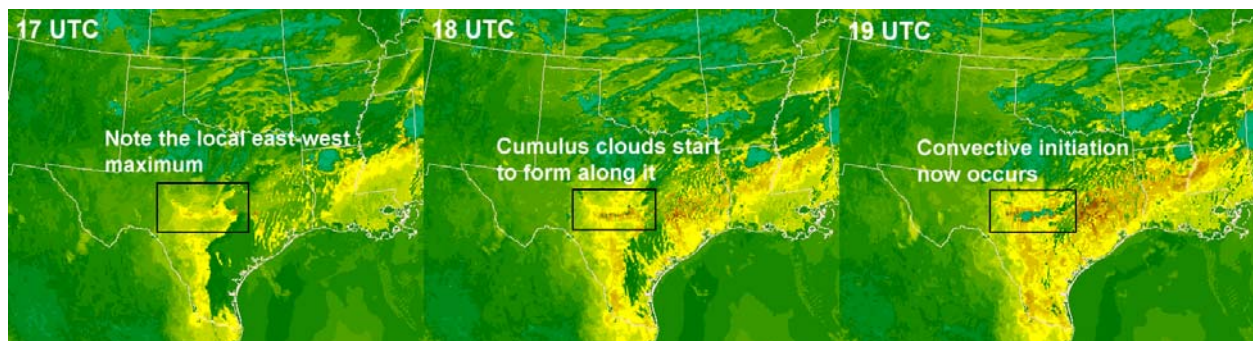 17 UTC
Note the local east-west
maximum
18 UTC
Cumulus clouds start
to form along it
19 UTC
Convective initiation
now occurs